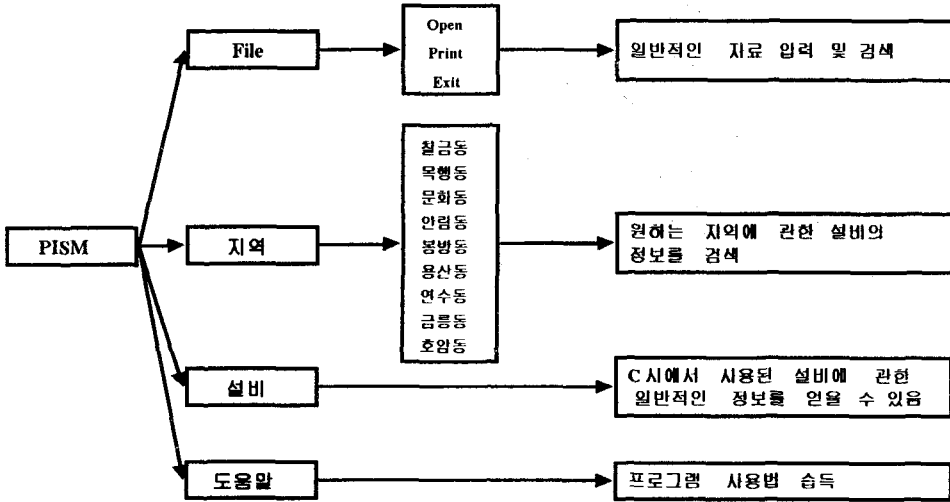 PISM
File
Open
Print
Exit
일반적인 자료 입력 및 검색
지역
칠금동
목행동
문화동
안림동
봉방동
용산동
연수동
금릉동
호암동
원하는 지역에 관한 설비의
정보를 검색
설비
C시에서 사용된 설비에 관한
일반적인 정보를 얻을 수 있음
도움말
프로그램 사용법 습득